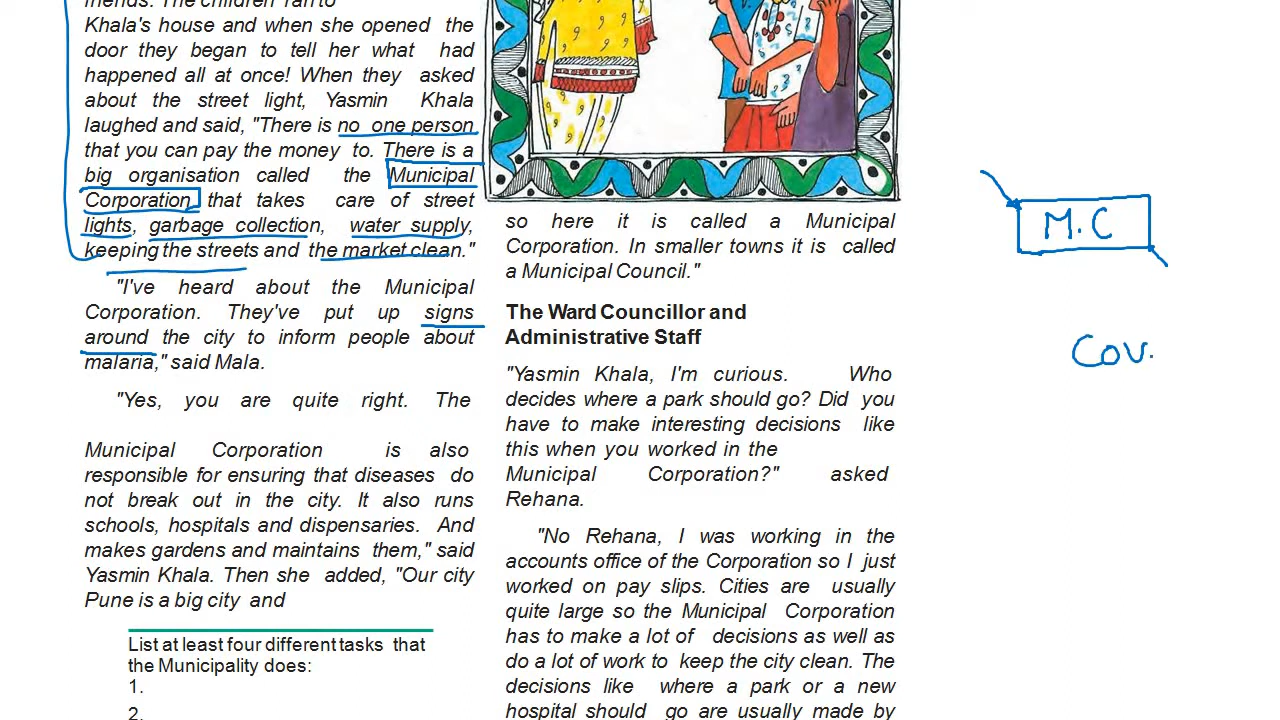 friends. The children ran to
Khala's house and when she opened the
door they began to tell her what had
happened all at once! When they asked
about the street light, Yasmin Khala
laughed and said, "There is no one person
that you can pay the money to. There is a
big organisation called the Municipal
Corporation that takes care of street
lights, garbage collection, water supply,
keeping the streets and the market clean."
"I've heard about the Municipal
Corporation. They've put up signs
around the city to inform people about
malaria," said Mala.
"Yes, you are quite right. The
Municipal Corporation is also
responsible for ensuring that diseases do
not break out in the city. It also runs
schools, hospitals and dispensaries. And
makes gardens and maintains them," said
Yasmin Khala. Then she added, "Our city
Pune is a big city and
List at least four different tasks that
the Municipality does:
1.
2.
so here it is called a Municipal
Corporation. In smaller towns it is called
a Municipal Council."
The Ward Councillor and
Administrative Staff
"Yasmin Khala, I'm curious. Who
decides where a park should go? Did you
have to make interesting decisions like
this when you worked in the
Municipal Corporation?" asked
Rehana.
"No Rehana, I was working in the
accounts office of the Corporation so I just
worked on pay slips. Cities are usually
quite large so the Municipal Corporation
has to make a lot of decisions as well as
do a lot of work to keep the city clean. The
decisions like where a park or a new
hospital should go are usually made by
M.C
Cov.